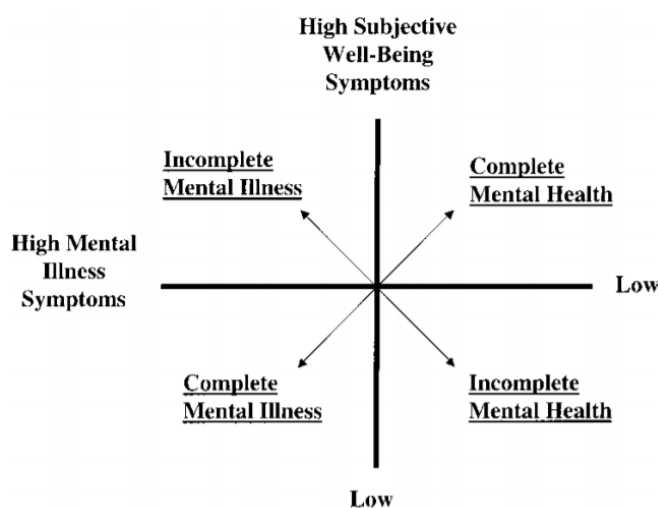 High Subjective
Well-Being
Symptoms
Incomplete
Mental Illness
Complete
Mental Health
High Mental
Illness
Symptoms
Low
Complete
Mental Illness
Incomplete
Mental Health
Low